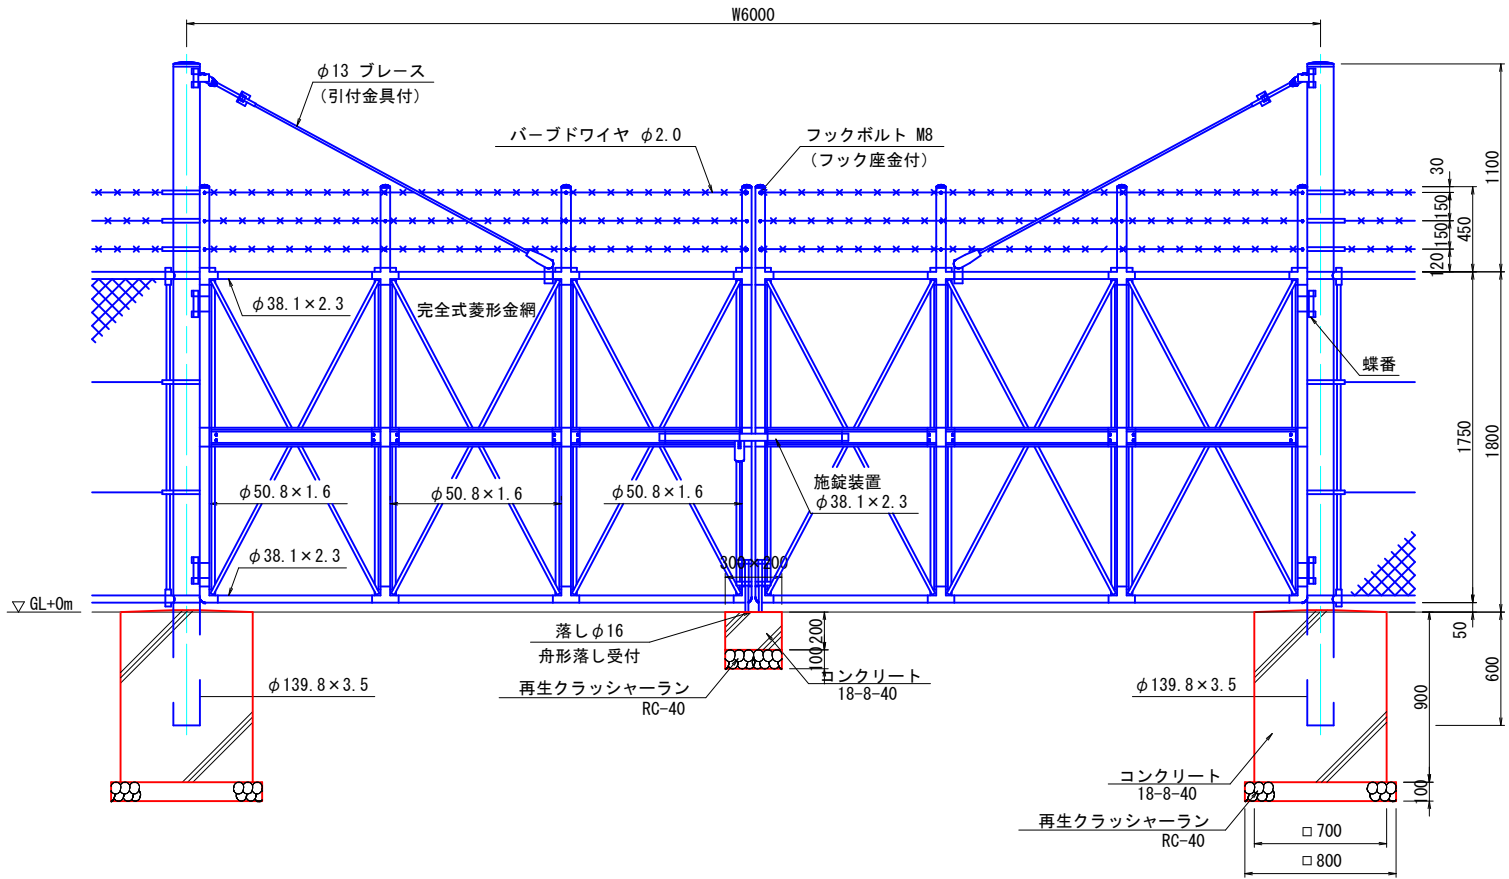 W6000
φ13 ブレース
(引付金具付)
バーブドワイヤ φ2.0
フックボルト M8
(フック座金付)
30
150
150
120
450
1100
φ38.1×2.3
完全式菱形金網
蝶番
1750
1800
φ50.8×1.6
φ50.8×1.6
φ50.8×1.6
施錠装置
φ38.1×2.3
φ38.1×2.3
300×200
▽ GL+0m
落しφ16
舟形落し受付
200
100
50
再生クラッシャーラン
RC-40
コンクリート
18-8-40
φ139.8×3.5
φ139.8×3.5
900
600
コンクリート
18-8-40
100
再生クラッシャーラン
RC-40
□700
□800